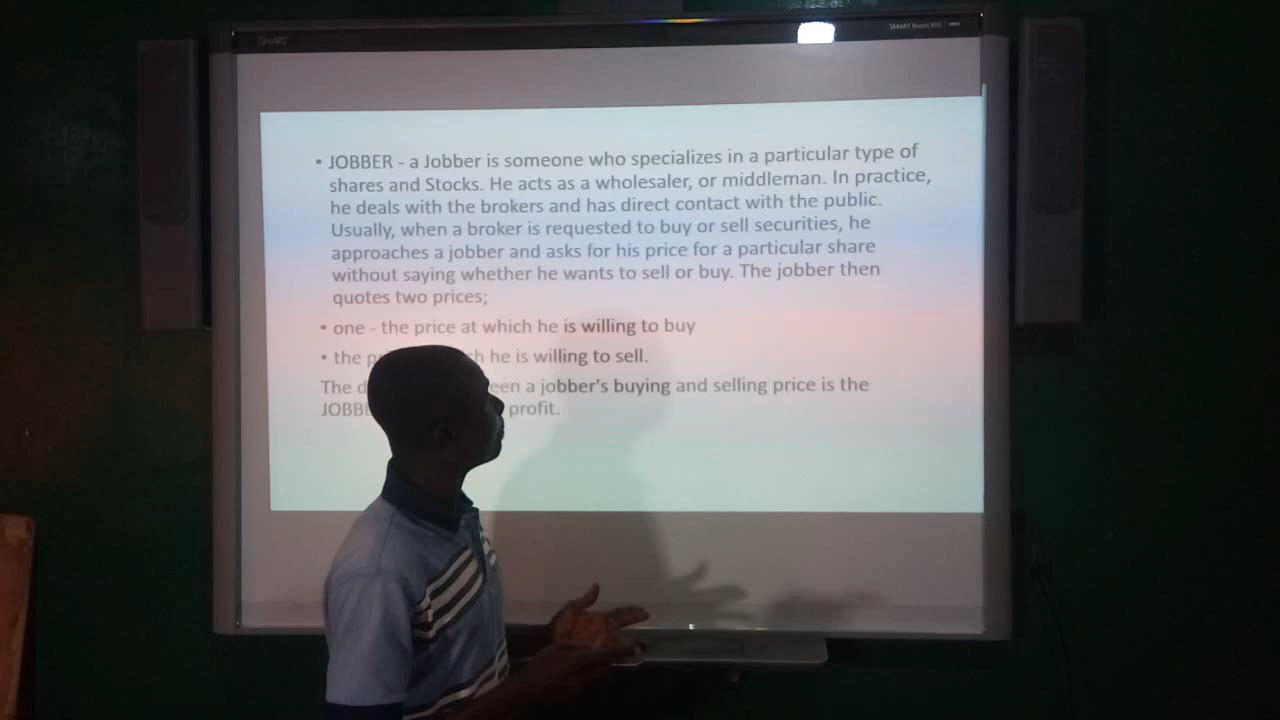 SMART
SMART Board 800
• JOBBER - a Jobber is someone who specializes in a particular type of
shares and Stocks. He acts as a wholesaler, or middleman. In practice,
he deals with the brokers and has direct contact with the public.
Usually, when a broker is requested to buy or sell securities, he
approaches a jobber and asks for his price for a particular share
without saying whether he wants to sell or buy. The jobber then
quotes two prices;
• one - the price at which he is willing to buy
• the he is willing to sell.
The a jobber's buying and selling price is the
profit.